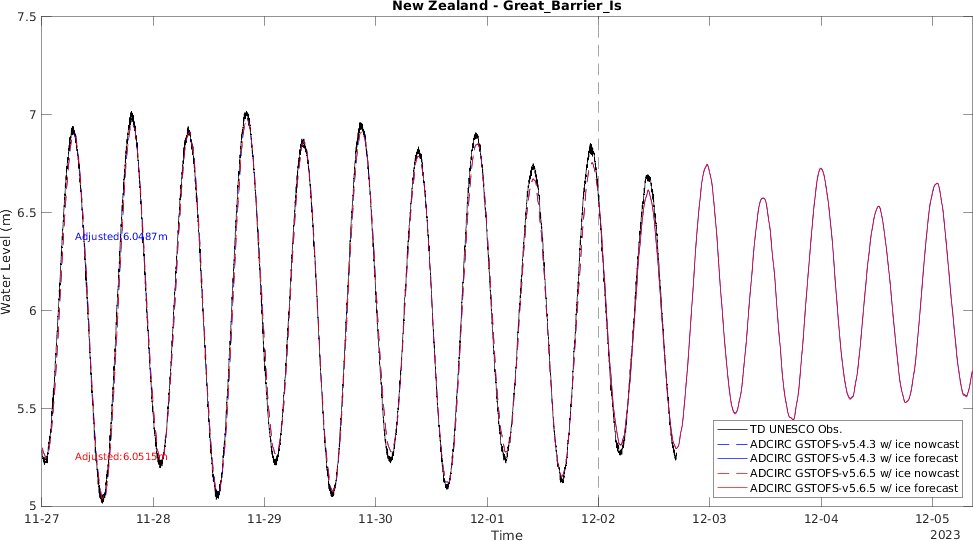 New Zealand - Great_Barrier_Is
7.5
7
6.5
6
5.5
5
Water Level (m)
Adjusted:6.0487m
Adjusted:6.0515m
TD UNESCO Obs.
ADCIRC GSTOFS-v5.4.3 w/ ice nowcast
ADCIRC GSTOFS-v5.4.3 w/ ice forecast
ADCIRC GSTOFS-v5.6.5 w/ ice nowcast
ADCIRC GSTOFS-v5.6.5 w/ ice forecast
11-27 11-28 11-29 11-30 12-01 12-02 12-03 12-04 12-05
Time
2023